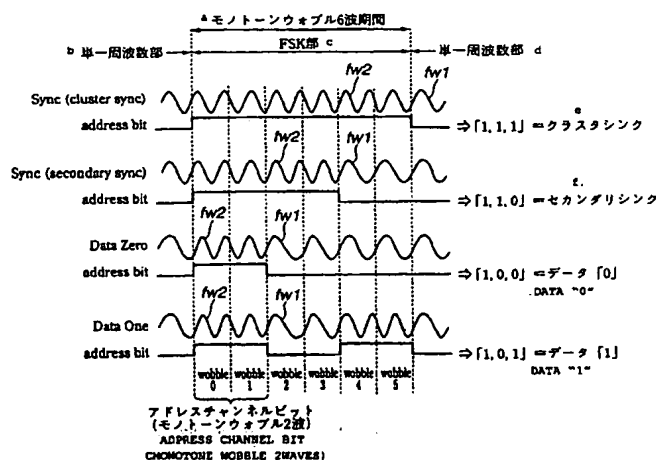 a モノトーンウォブル6波期間
b 単一周波数部
FSK部 c
単一周波数部 d
fw2
fw1
Sync (cluster sync)
address bit
e
⇒「1, 1, 1」=クラスタシンク
fw2
fw1
Sync (secondary sync)
address bit
f.
⇒「1, 1, 0」=セカンダリシンク
fw2
fw1
Data Zero
address bit
⇒「1, 0, 0」=データ「0」
.DATA "0"
fw2
fw1
Data One
address bit
⇒「1, 0, 1」=データ「1」
DATA "1"
wobble 0
wobble 1
wobble 2
wobble 3
wobble 4
wobble 5
アドレスチャンネルビット
(モノトーンウォブル2波)
ADPRESS CHANNEL BIT
CMOMOTOME WOBBLE 2WAVES)